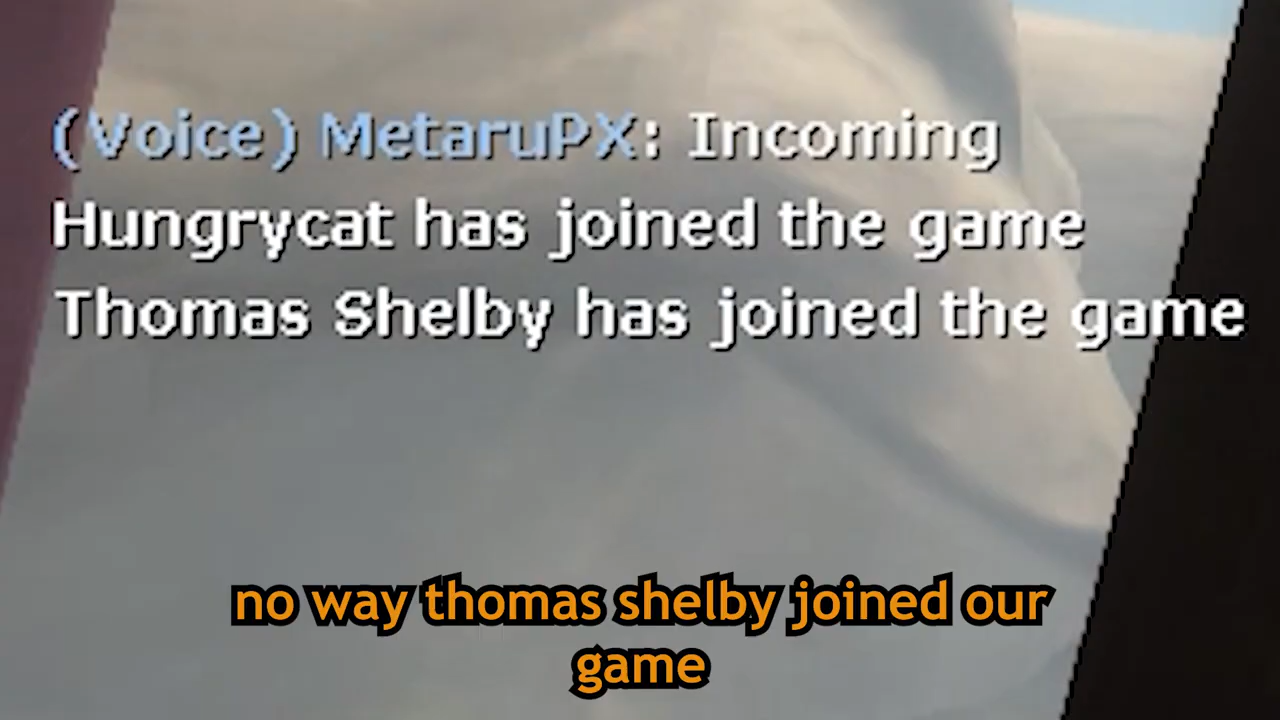 (Voice) MetaruPX: Incoming
Hungrycat has joined the game
Thomas Shelby has joined the game
no way thomas shelby joined our
game